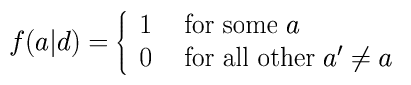 f(a|d) = { 1 for some a
0 for all other a′ ≠ a